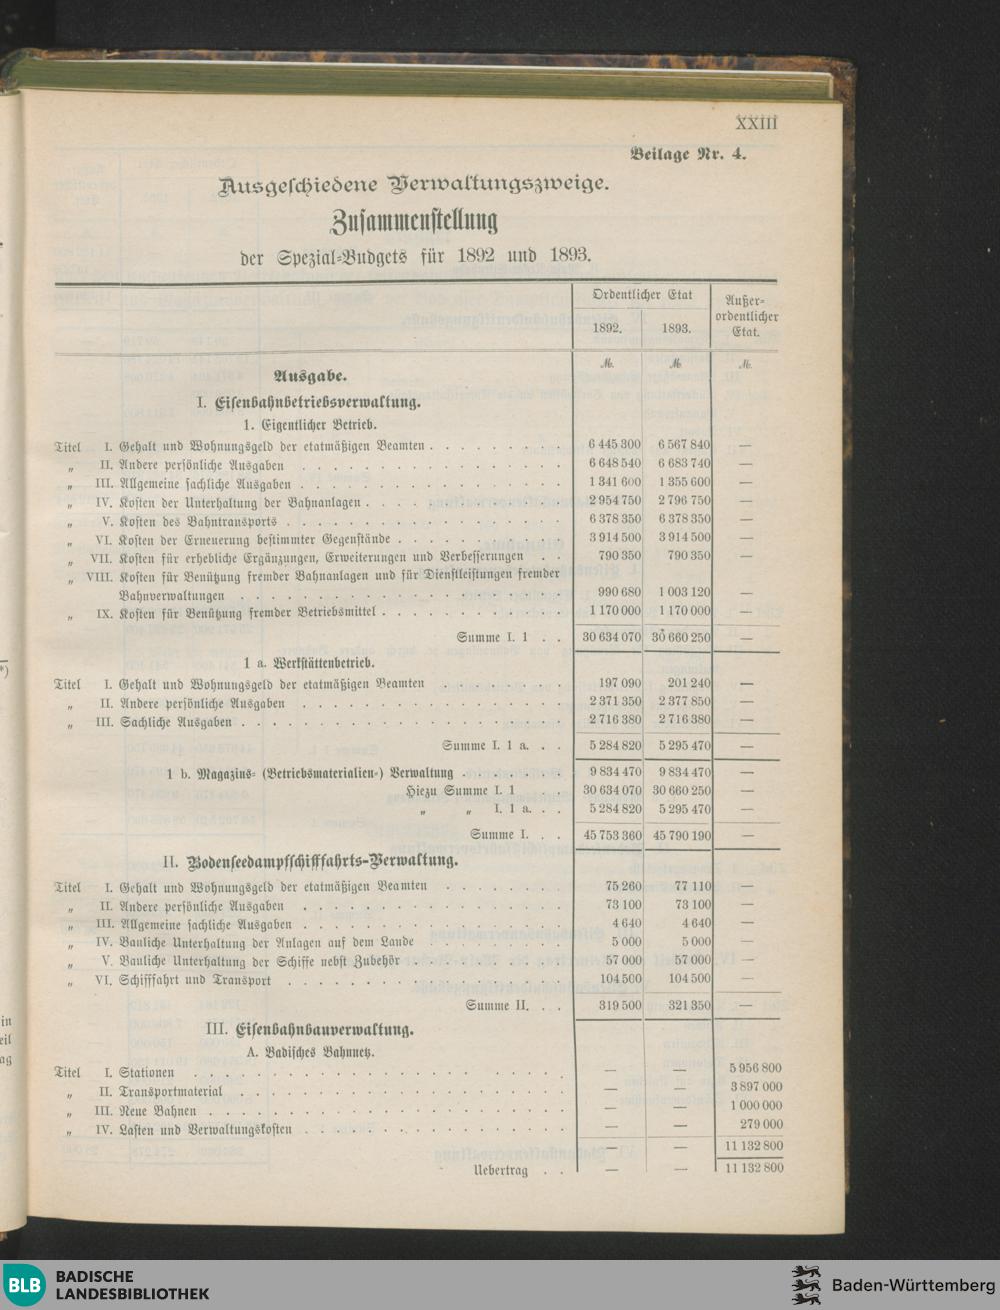 XXIII
Beilage Nr. 4.
Ausgeschiedene Verwaltungszweige.
Zusammenstellung
der Spezial-Budgets für 1892 und 1893.
Ordentlicher Etat
Außer-
ordentlicher
Etat.
1892. 1893.
M. M. M.
Ausgabe.
I. Eisenbahnbetriebsverwaltung.
1. Eigentlicher Betrieb.
Titel I. Gehalt und Wohnungsgeld der etatmäßigen Beamten . . . . . . . . 6 445 300 6 567 840 —
„ II. Andere persönliche Ausgaben . . . . . . . . 6 648 540 6 683 740 —
„ III. Allgemeine sachliche Ausgaben . . . . . . . . 1 341 600 1 355 600 —
„ IV. Kosten der Unterhaltung der Bahnanlagen . . . . . . . . 2 954 750 2 796 750 —
„ V. Kosten des Bahntransports . . . . . . . . 6 378 350 6 378 350 —
„ VI. Kosten der Erneuerung bestimmter Gegenstände . . . . . . . . 3 914 500 3 914 500 —
„ VII. Kosten für erhebliche Ergänzungen, Erweiterungen und Verbesserungen . . 790 350 790 350 —
„ VIII. Kosten für Benützung fremder Bahnanlagen und für Dienstleistungen fremder
Bahnverwaltungen . . . . . . . . 990 680 1 003 120 —
„ IX. Kosten für Benützung fremder Betriebsmittel . . . . . . . . 1 170 000 1 170 000 —
Summe I. 1 . . 30 634 070 30 660 250 —
1 a. Werkstättenbetrieb.
Titel I. Gehalt und Wohnungsgeld der etatmäßigen Beamten . . . . . . . 197 090 201 240 —
„ II. Andere persönliche Ausgaben . . . . . . . . 2 371 350 2 377 850 —
„ III. Sachliche Ausgaben . . . . . . . . 2 716 380 2 716 380 —
Summe I. 1 a. . . 5 284 820 5 295 470 —
1 b. Magazins- (Betriebsmaterialien-) Verwaltung . . . . . . . 9 834 470 9 834 470 —
Hiezu Summe I. 1 . . 30 634 070 30 660 250 —
„ „ I. 1 a. . . 5 284 820 5 295 470 —
Summe I. . . 45 753 360 45 790 190 —
II. Bodenseedampfschifffahrts-Verwaltung.
Titel I. Gehalt und Wohnungsgeld der etatmäßigen Beamten . . . . . . . 75 260 77 110 —
„ II. Andere persönliche Ausgaben . . . . . . . . 73 100 73 100 —
„ III. Allgemeine sachliche Ausgaben . . . . . . . . 4 640 4 640 —
„ IV. Bauliche Unterhaltung der Anlagen auf dem Lande . . . . . . . . 5 000 5 000 —
„ V. Bauliche Unterhaltung der Schiffe nebst Zubehör . . . . . . . . 57 000 57 000 —
„ VI. Schifffahrt und Transport . . . . . . . . 104 500 104 500 —
Summe II. . . 319 500 321 350 —
III. Eisenbahnbauverwaltung.
A. Badisches Bahnnetz.
Titel I. Stationen . . . . . . . . — — 5 956 800
„ II. Transportmaterial . . . . . . . . — — 3 897 000
„ III. Neue Bahnen . . . . . . . . — — 1 000 000
„ IV. Lasten und Verwaltungskosten . . . . . . . . — — 279 000
— — 11 132 800
Uebertrag . . — — 11 132 800
*)
in
eil
ag
BLB BADISCHE
LANDESBIBLIOTHEK
Baden-Württemberg